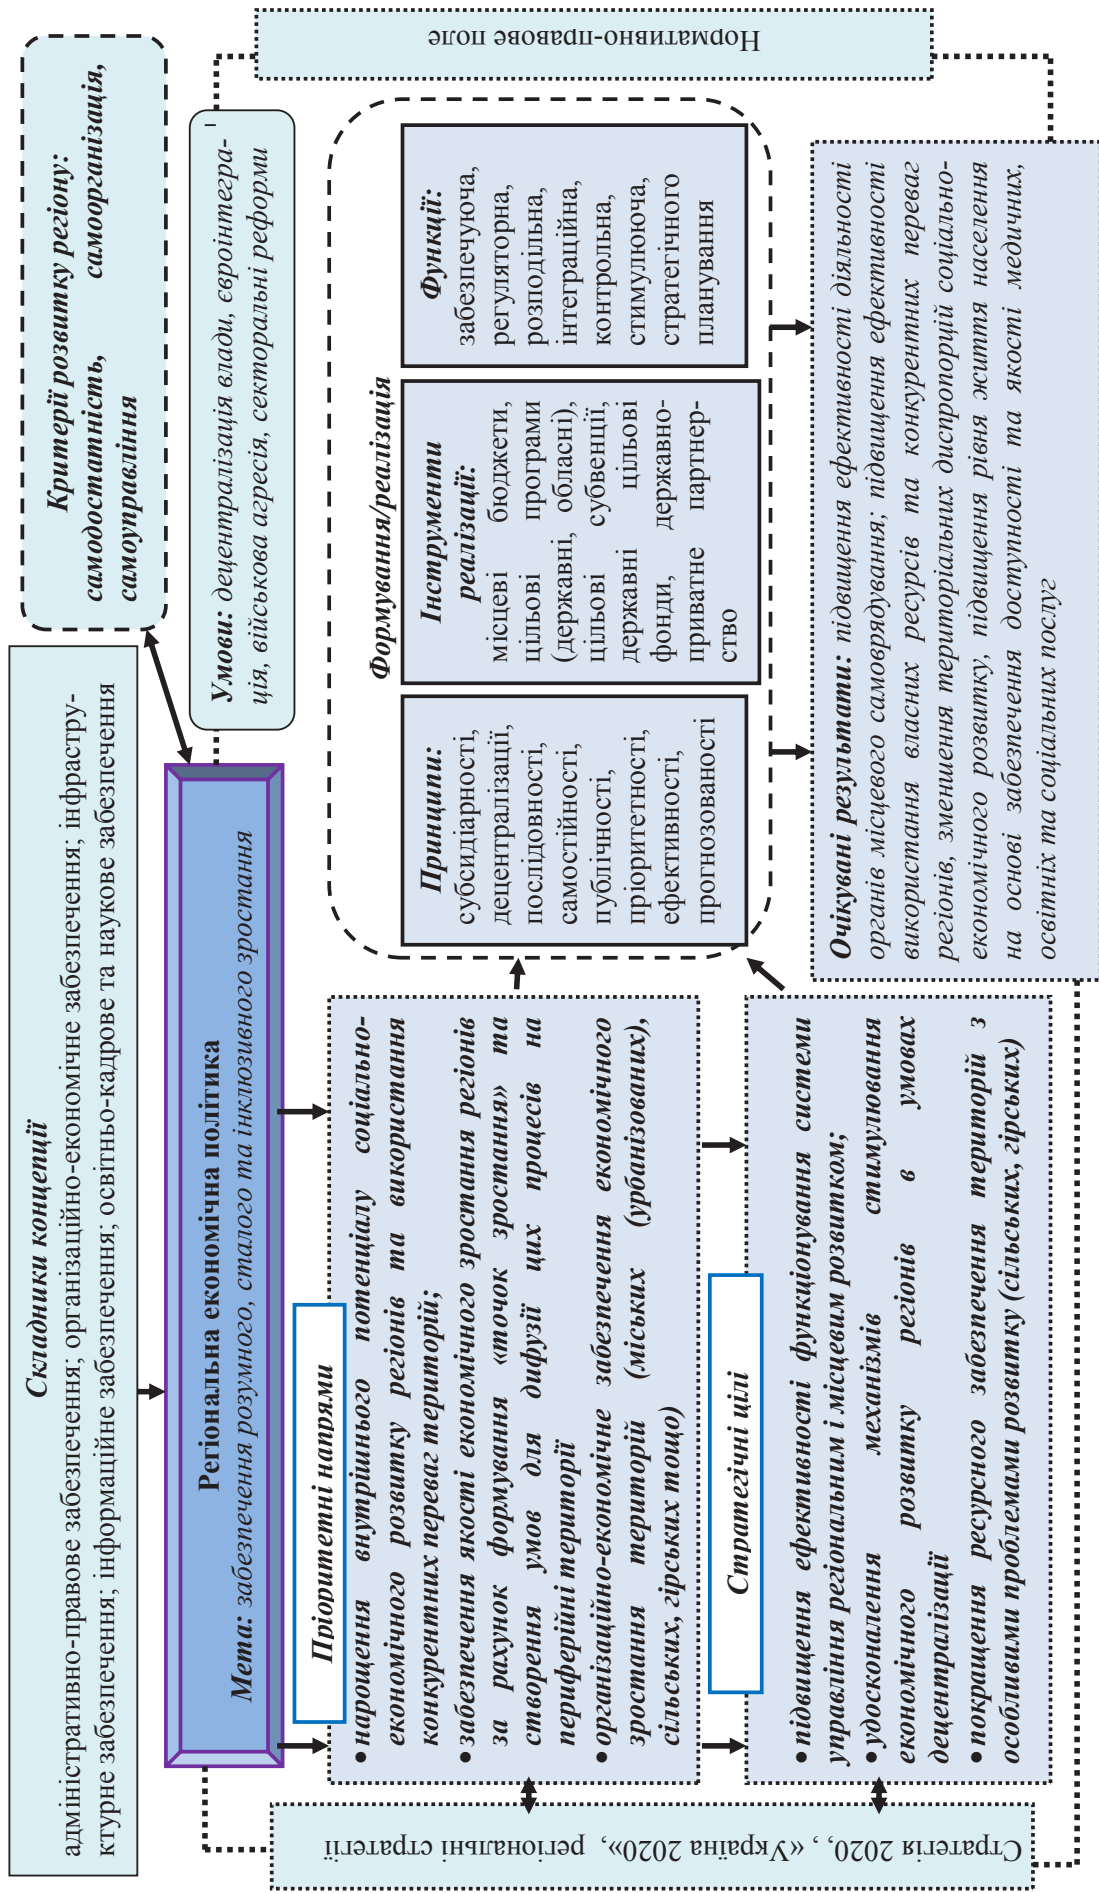 Складники концепції
адміністративно-правове забезпечення; організаційно-економічне забезпечення; інфрастру-
ктурне забезпечення; інформаційне забезпечення; освітньо-кадрове та наукове забезпечення
Критерії розвитку регіону:
самодостатність, самоорганізація,
самоуправління
Регіональна економічна політика
Мета: забезпечення розумного, сталого та інклюзивного зростання
Умови: децентралізація влади, євроінтегра-
ція, військова агресія, секторальні реформи
Нормативно-правове поле
Пріоритетні напрями
• нарощення внутрішнього потенціалу соціально-
економічного розвитку регіонів та використання
конкурентних переваг територій;
• забезпечення якості економічного зростання регіонів
за рахунок формування «точок зростання» та
створення умов для дифузії цих процесів на
периферійні території
• організаційно-економічне забезпечення економічного
зростання територій (міських (урбанізованих),
сільських, гірських тощо)
Формування/реалізація
Принципи:
субсидіарності,
децентралізації,
послідовності,
самостійності,
публічності,
пріоритетності,
ефективності,
прогнозованості
Інструменти
реалізації:
місцеві бюджети,
цільові програми
(державні, обласні),
цільові субвенції,
державні цільові
фонди, державно-
приватне партнер-
ство
Функції:
забезпечуюча,
регуляторна,
розподільна,
інтеграційна,
контрольна,
стимулююча,
стратегічного
планування
Стратегічні цілі
• підвищення ефективності функціонування системи
управління регіональним і місцевим розвитком;
• удосконалення механізмів стимулювання
економічного розвитку регіонів в умовах
децентралізації
• покращення ресурсного забезпечення територій з
особливими проблемами розвитку (сільських, гірських)
Очікувані результати: підвищення ефективності діяльності
органів місцевого самоврядування; підвищення ефективності
використання власних ресурсів та конкурентних переваг
регіонів, зменшення територіальних диспропорцій соціально-
економічного розвитку, підвищення рівня життя населення
на основі забезпечення доступності та якості медичних,
освітніх та соціальних послуг
Стратегія 2020, , «Україна 2020», регіональні стратегії